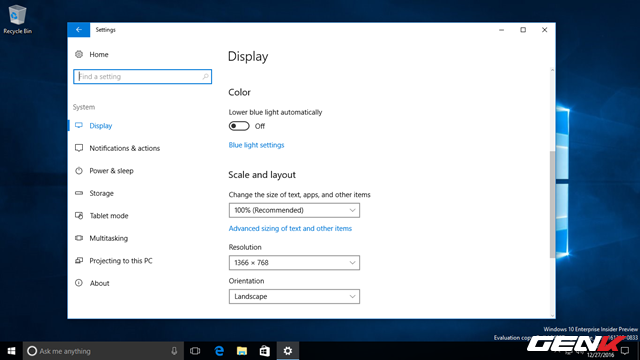 Recycle Bin
Settings
Home
Find a setting
System
Display
Notifications & actions
Power & sleep
Storage
Tablet mode
Multitasking
Projecting to this PC
About
Display
Color
Lower blue light automatically
Off
Blue light settings
Scale and layout
Change the size of text, apps, and other items
100% (Recommended)
Advanced sizing of text and other items
Resolution
1366 × 768
Orientation
Landscape
Windows 10 Enterprise Insider Preview
Evaluation copy.
0833
GENK
Ask me anything
12/27/2016